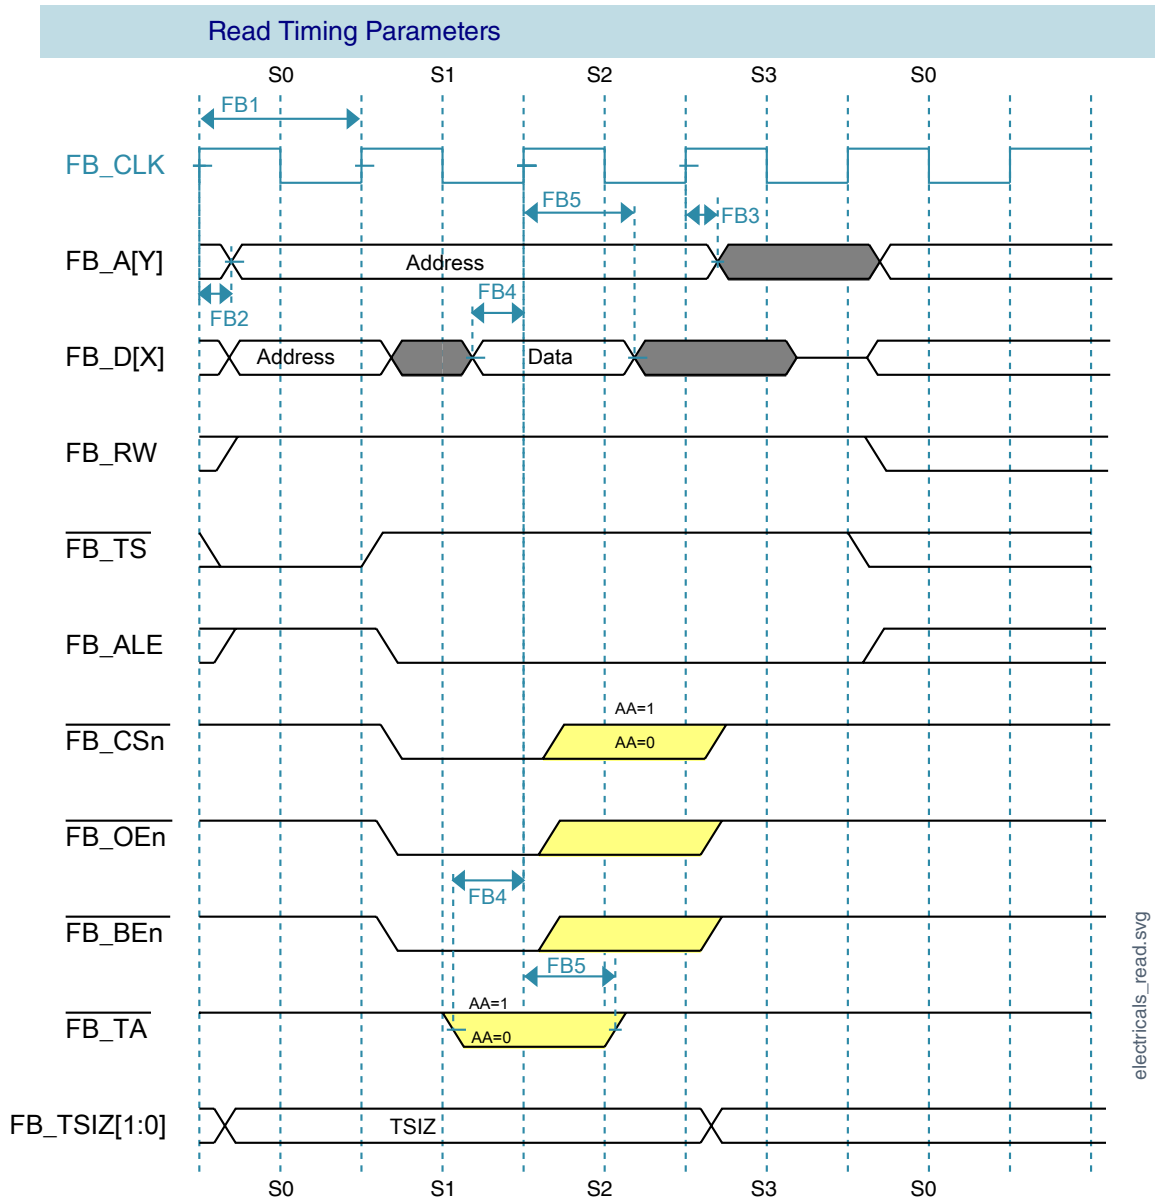 Read Timing Parameters
S0 S1 S2 S3 S0
FB1
FB_CLK
FB5
FB3
FB_A[Y]
Address
FB4
FB2
FB_D[X]
Address
Data
FB_RW
FB_TS
FB_ALE
AA=1
FB_CSn
AA=0
FB_OEn
FB4
FB_BEn
FB5
AA=1
FB_TA
AA=0
FB_TSIZ[1:0]
TSIZ
S0 S1 S2 S3 S0
electricals_read.svg